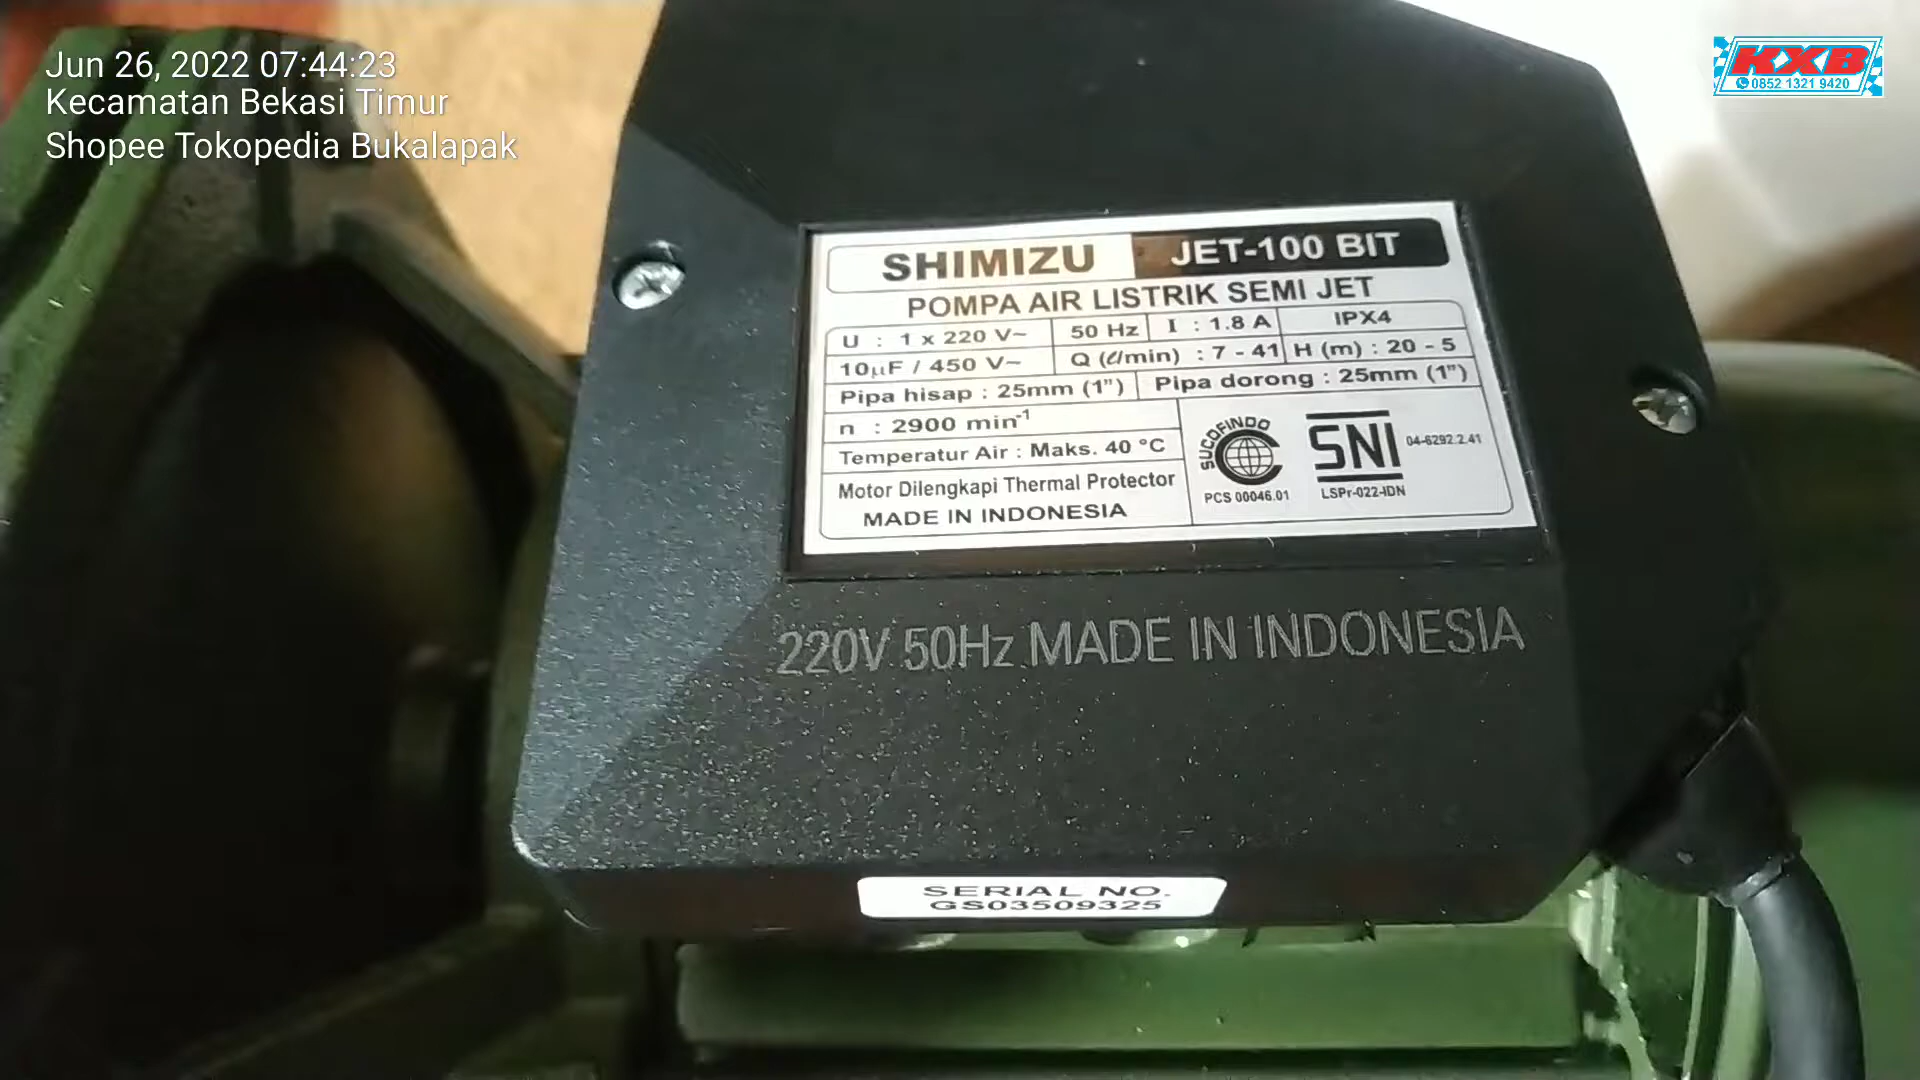 Jun 26, 2022 07:44:23
Kecamatan Bekasi Timur
Shopee Tokopedia Bukalapak
KXB
0852 1321 9420
SHIMIZU JET-100 BIT
POMPA AIR LISTRIK SEMI JET
U : 1 x 220 V~ 50 Hz I : 1.8 A IPX4
10µF / 450 V~ Q (ℓ/min) : 7 - 41 H (m) : 20 - 5
Pipa hisap : 25mm (1") Pipa dorong : 25mm (1")
n : 2900 min⁻¹
Temperatur Air : Maks. 40 °C
Motor Dilengkapi Thermal Protector
MADE IN INDONESIA
SUCOFINDO
PCS 00046.01
SNI 04-6292.2.41
LSPr-022-IDN
220V 50Hz MADE IN INDONESIA
SERIAL NO.
GS03509325